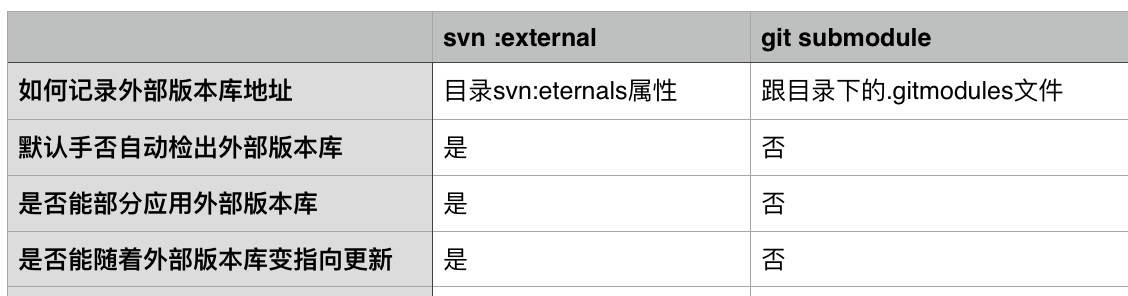 svn :external git submodule
如何记录外部版本库地址 目录svn:eternals属性 跟目录下的.gitmodules文件
默认手否自动检出外部版本库 是 否
是否能部分应用外部版本库 是 否
是否能随着外部版本库变指向更新 是 否